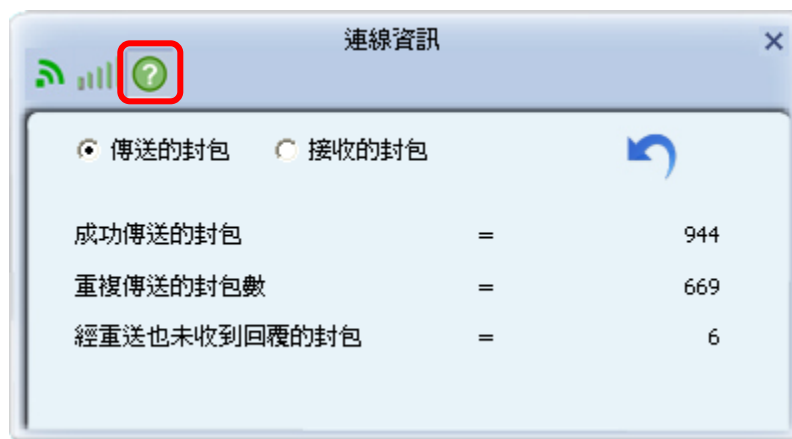 連線資訊
傳送的封包 接收的封包
成功傳送的封包 = 944
重複傳送的封包數 = 669
經重送也未收到回覆的封包 = 6